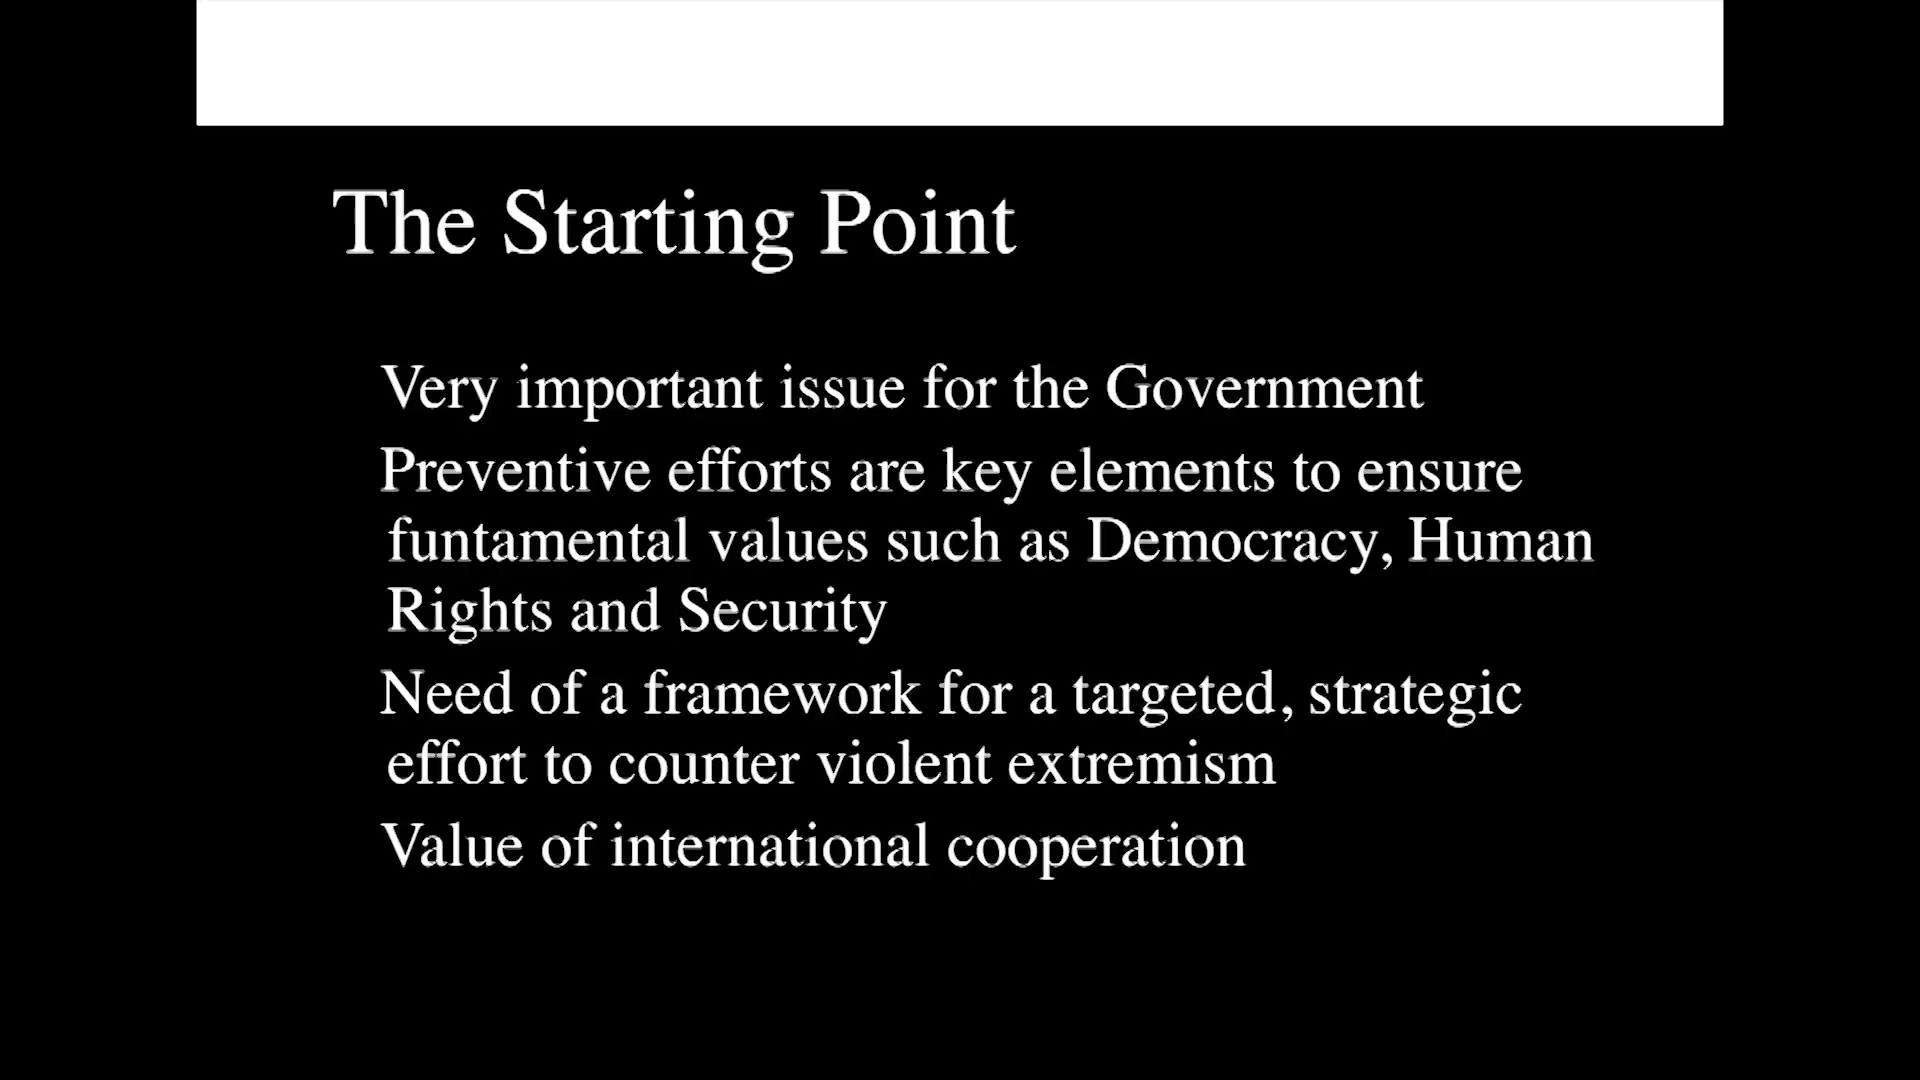 The Starting Point
Very important issue for the Government
Preventive efforts are key elements to ensure
funtamental values such as Democracy, Human
Rights and Security
Need of a framework for a targeted, strategic
effort to counter violent extremism
Value of international cooperation